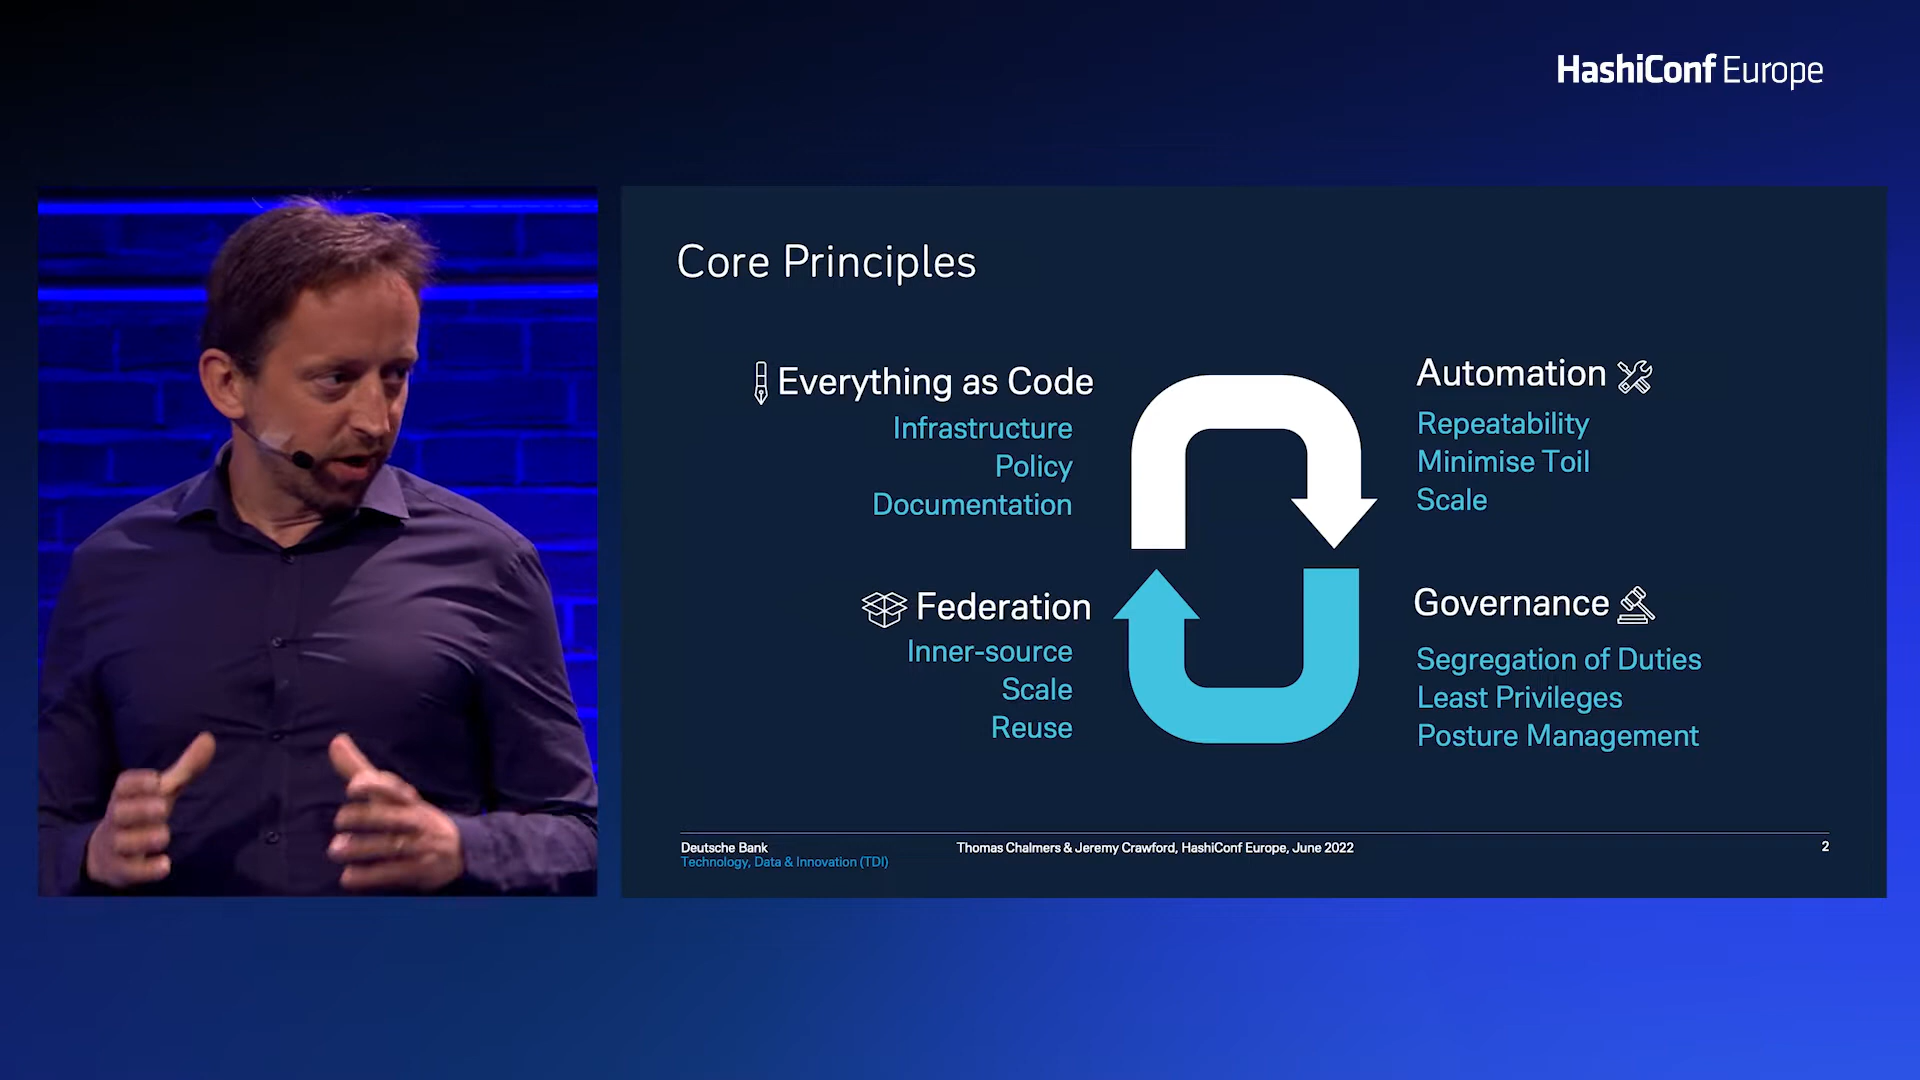 HashiConf Europe
Core Principles
Everything as Code
Infrastructure
Policy
Documentation
Automation
Repeatability
Minimise Toil
Scale
Federation
Inner-source
Scale
Reuse
Governance
Segregation of Duties
Least Privileges
Posture Management
Deutsche Bank
Technology, Data & Innovation (TDI)
Thomas Chalmers & Jeremy Crawford, HashiConf Europe, June 2022
2